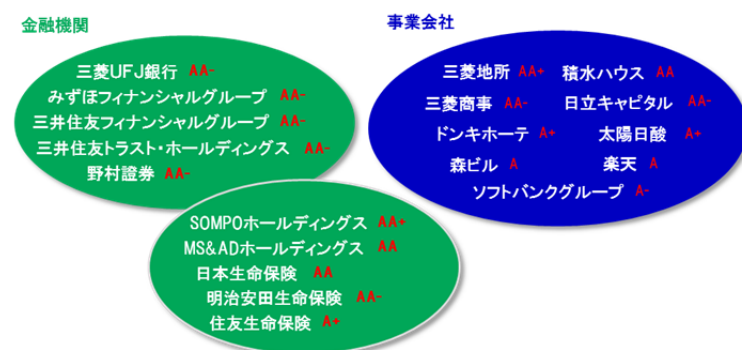 金融機関
三菱UFJ銀行 AA-
みずほフィナンシャルグループ AA-
三井住友フィナンシャルグループ AA-
三井住友トラスト・ホールディングス AA-
野村證券 AA-
SOMPOホールディングス AA+
MS&ADホールディングス AA
日本生命保険 AA
明治安田生命保険 AA-
住友生命保険 A+
事業会社
三菱地所 AA+ 積水ハウス AA
三菱商事 AA- 日立キャピタル AA-
ドンキホーテ A+ 太陽日酸 A+
森ビル A 楽天 A
ソフトバンクグループ A-